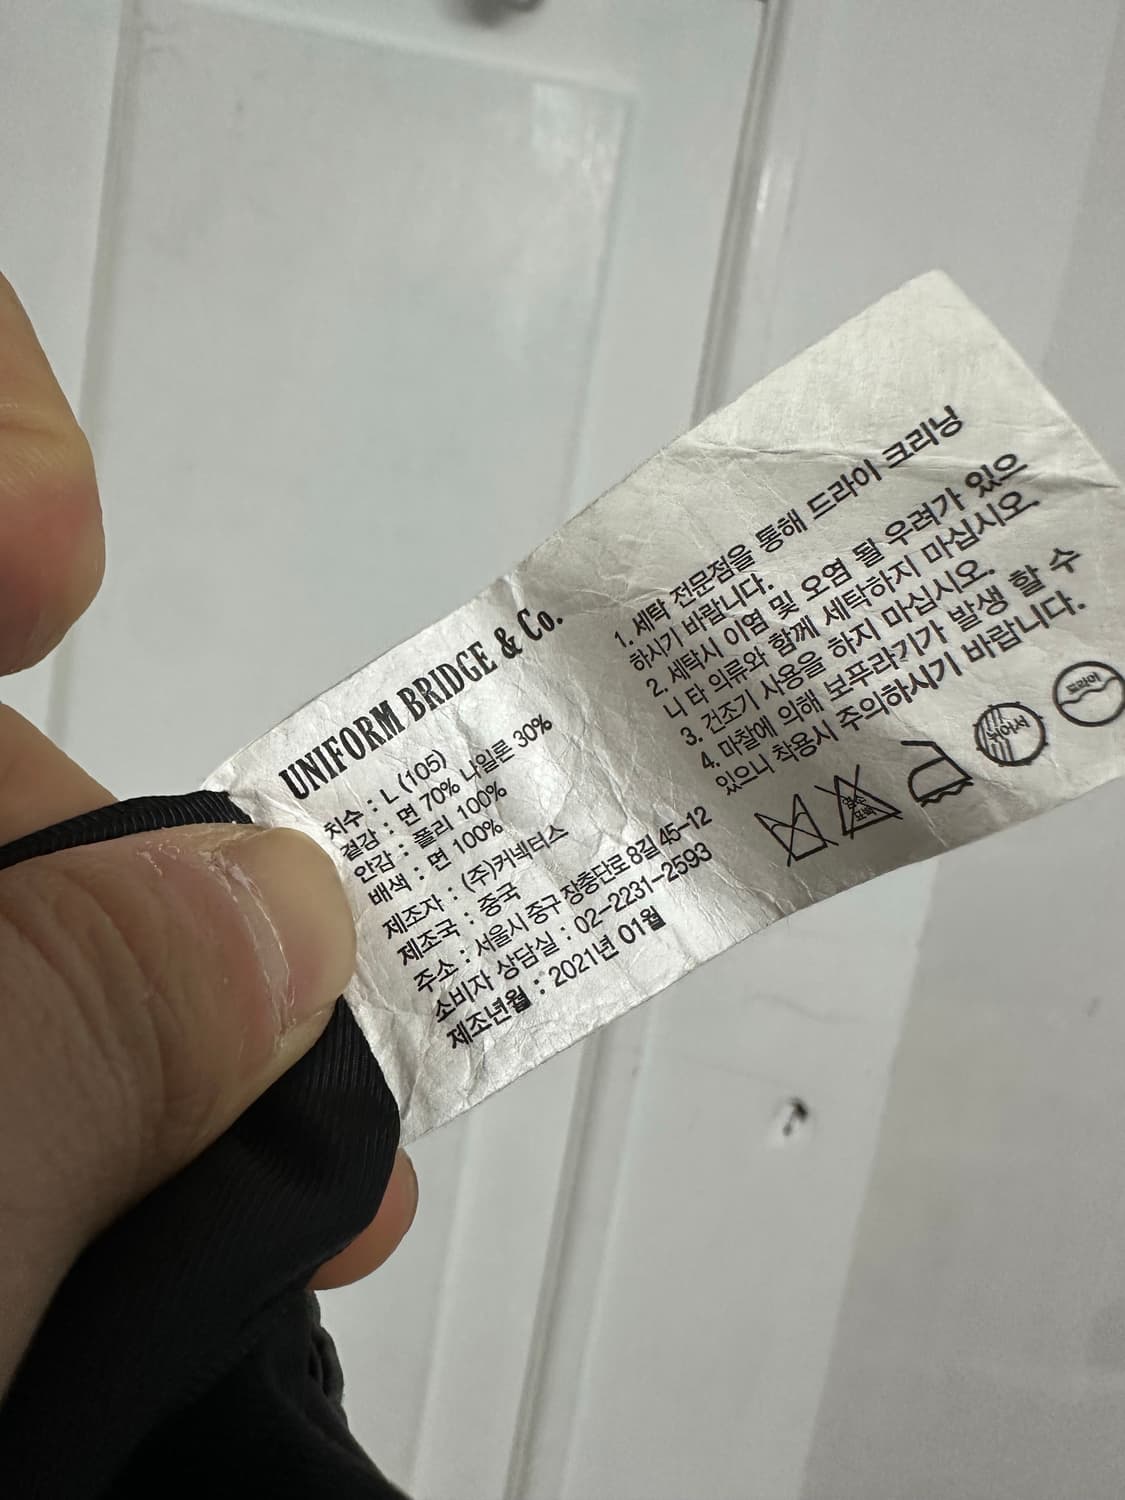 UNIFORM BRIDGE & Co.
치수 : L (105)
겉감 : 면 70% 나일론 30%
안감 : 폴리 100%
배색 : 면 100%
제조자 : (주)커넥터스
제조국 : 중국
주소 : 서울시 중구 장충단로8길 45-12
소비자 상담실 : 02-2231-2593
제조년월 : 2021년 01월
1. 세탁 전문점을 통해 드라이 크리닝
하시기 바랍니다.
2. 세탁시 이염 및 오염 될 우려가 있으
니 타 의류와 함께 세탁하지 마십시오.
3. 건조기 사용을 하지 마십시오.
4. 마찰에 의해 보푸라기가 발생 할 수
있으니 착용시 주의하시기 바랍니다.
염소
표백
드라이